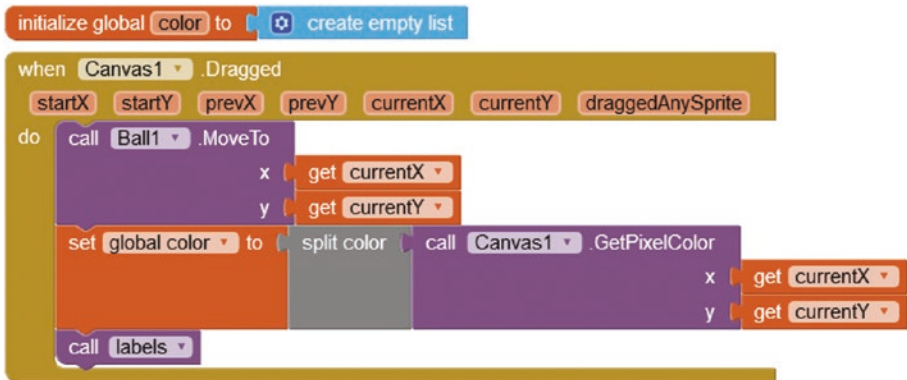 initialize global color to create empty list
when Canvas1 .Dragged
startX startY prevX prevY currentX currentY draggedAnySprite
do call Ball1 .MoveTo
x get currentX
y get currentY
set global color to split color call Canvas1 .GetPixelColor
x get currentX
y get currentY
call labels